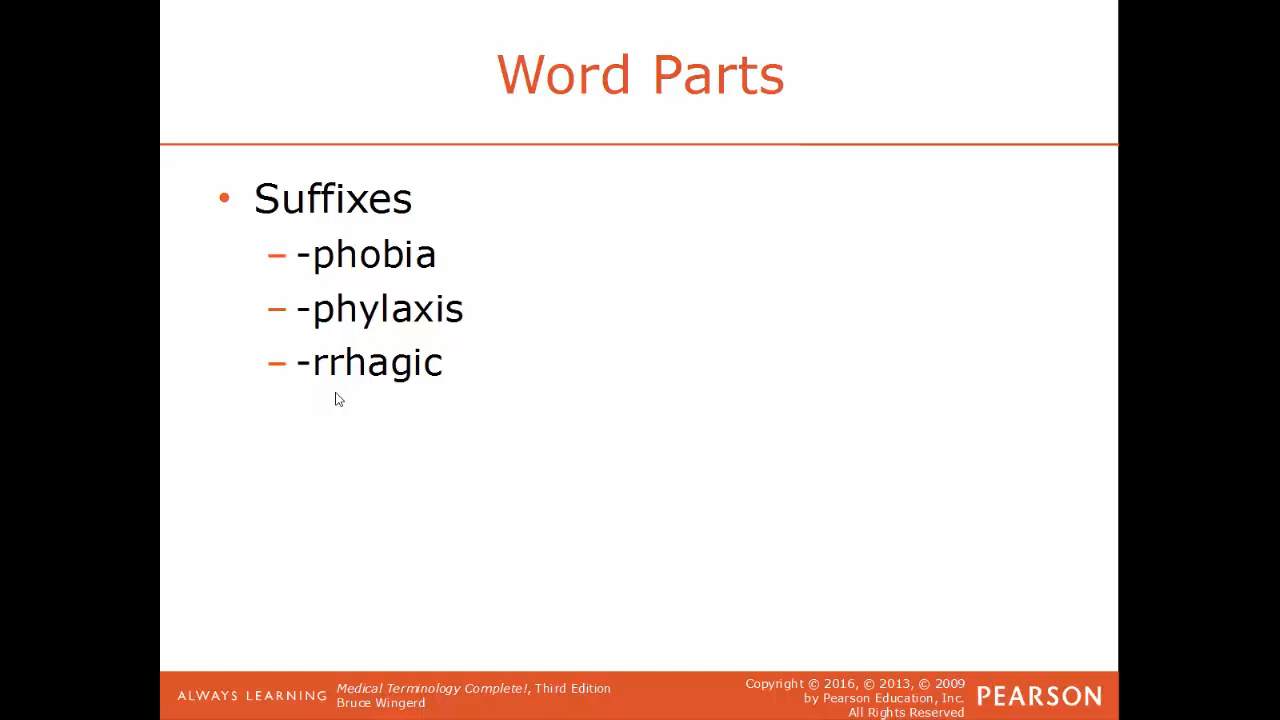 Word Parts
• Suffixes
– -phobia
– -phylaxis
– -rrhagic
ALWAYS LEARNING
Medical Terminology Complete!, Third Edition
Bruce Wingerd
Copyright © 2016, © 2013, © 2009
by Pearson Education, Inc.
All Rights Reserved
PEARSON